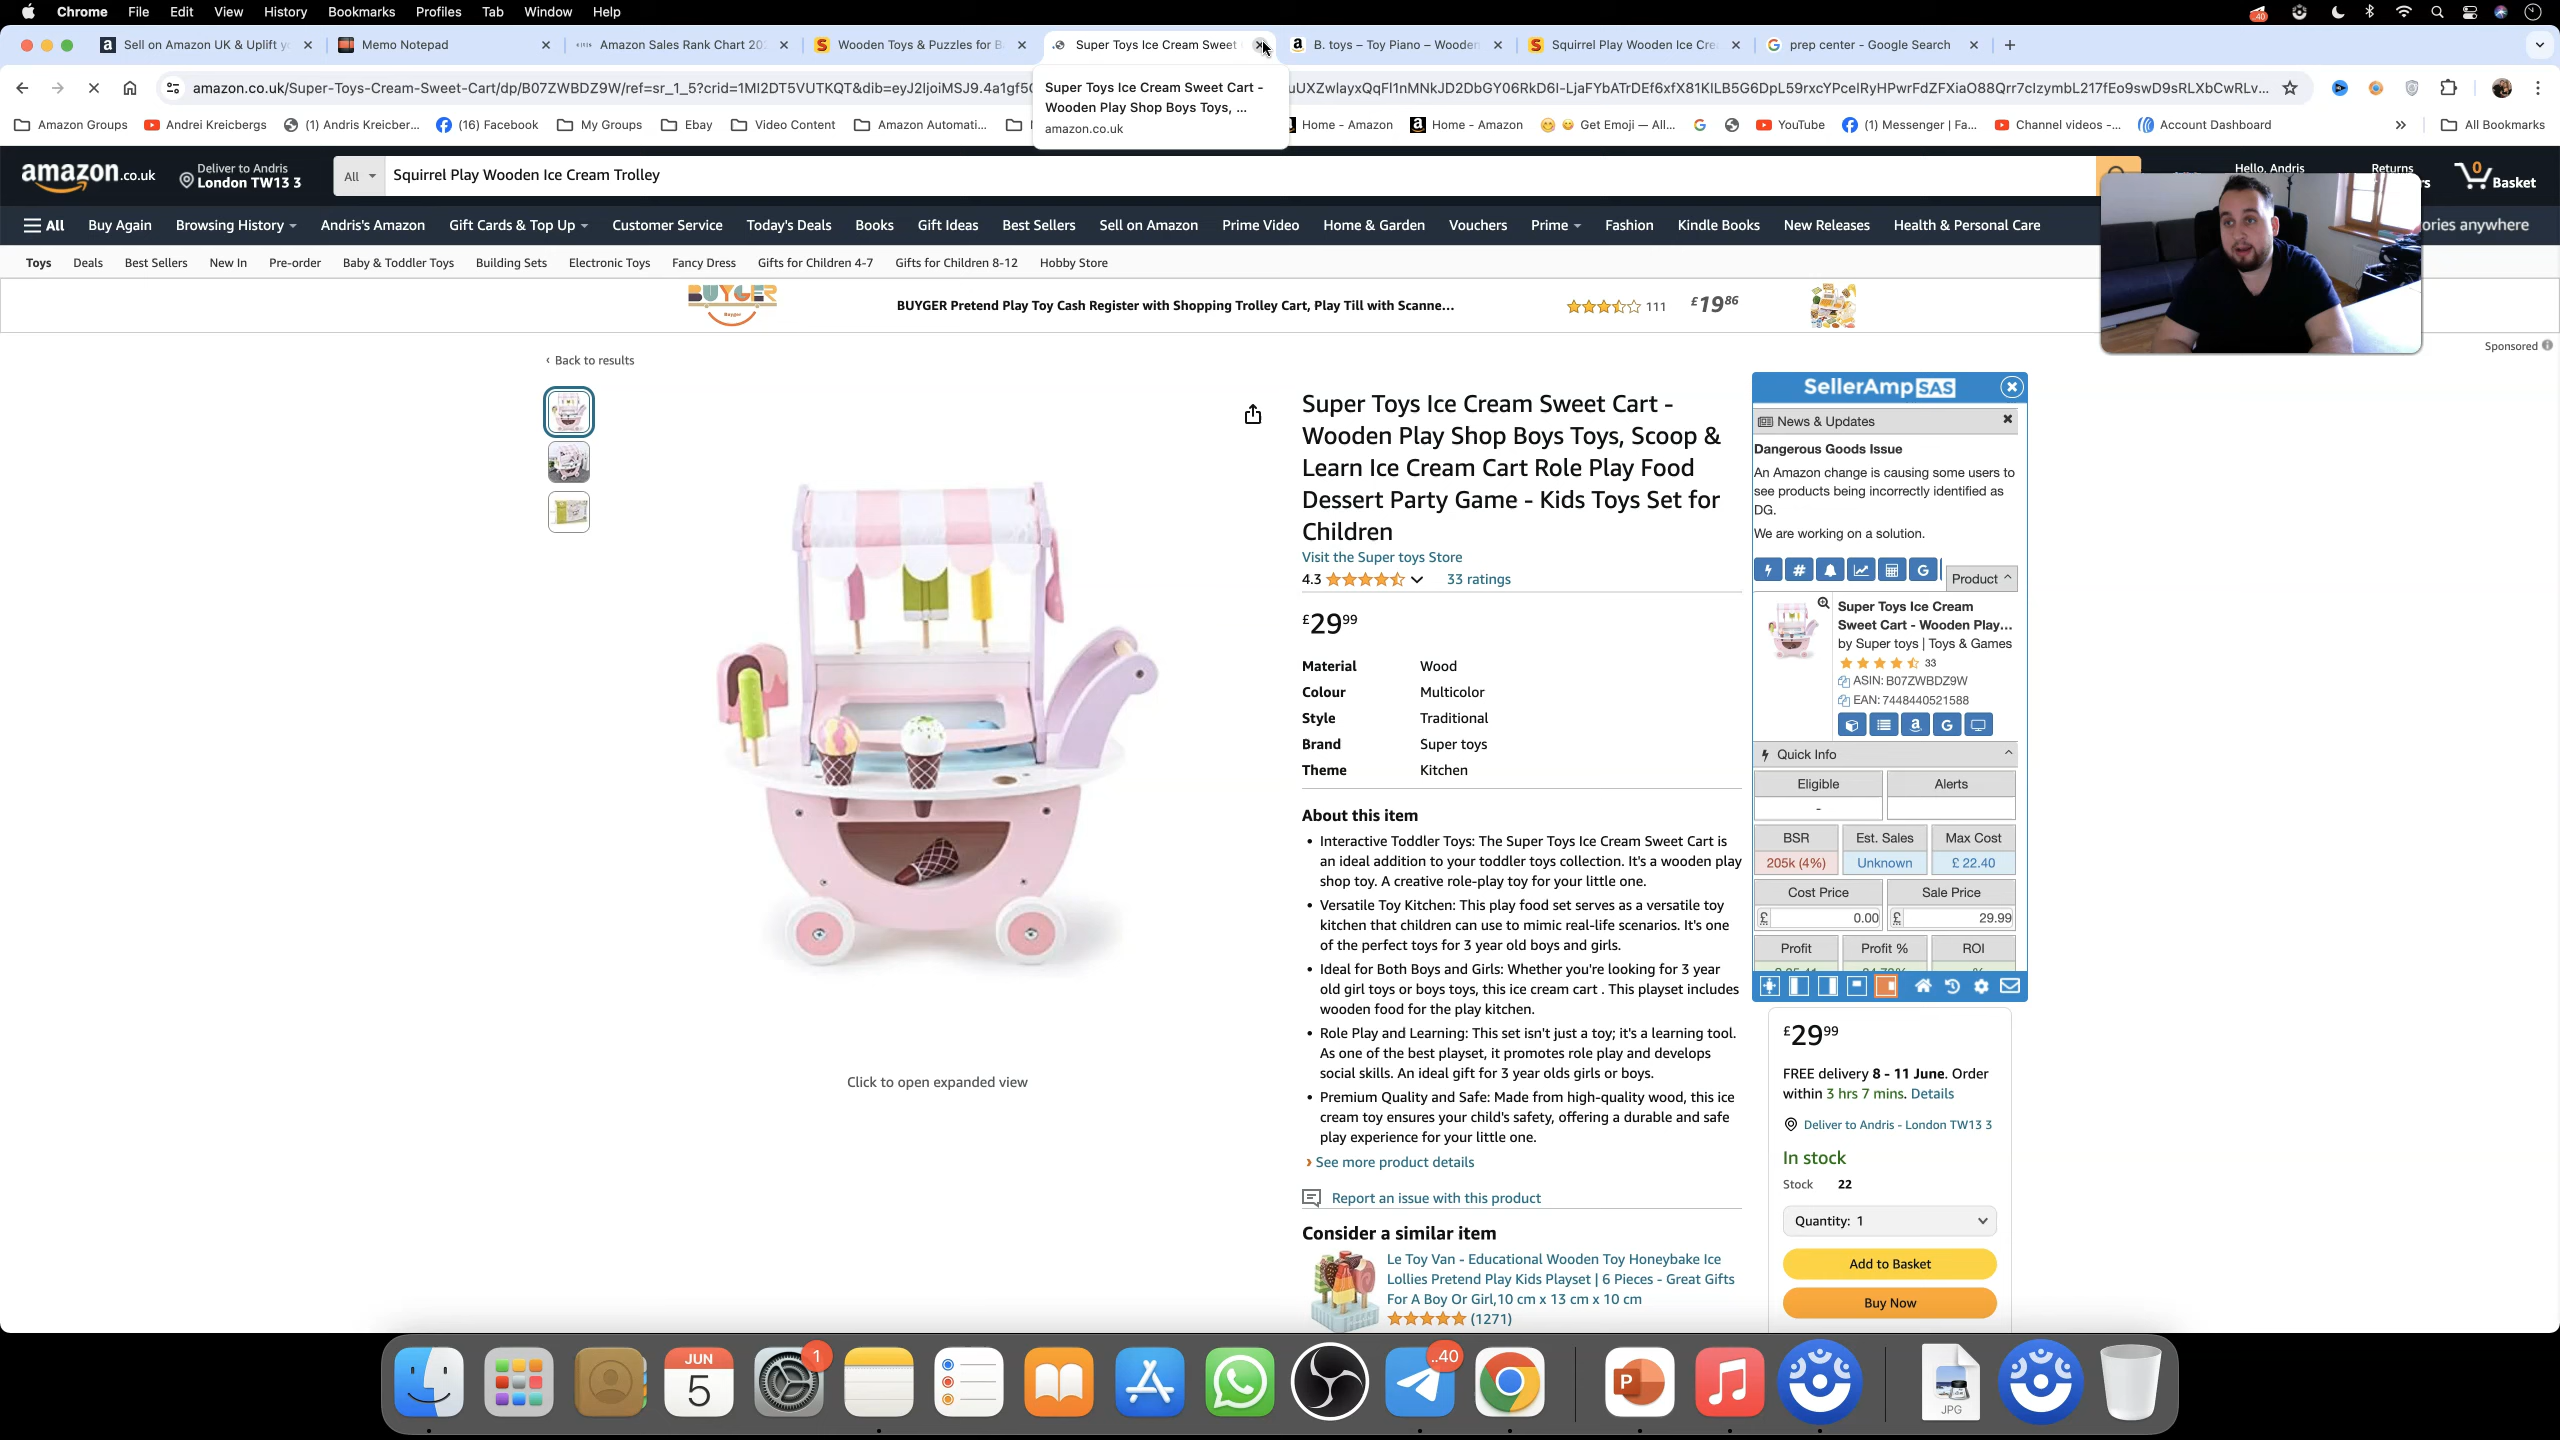 Chrome File Edit View History Bookmarks Profiles Tab Window Help
Sell on Amazon UK & Uplift
Memo Notepad
Amazon Sales Rank Chart 202
Wooden Toys & Puzzles for B
Super Toys Ice Cream Sweet
B. toys – Toy Piano – Wooden
Squirrel Play Wooden Ice Cre
prep center - Google Search
Super Toys Ice Cream Sweet Cart -
Wooden Play Shop Boys Toys, ...
amazon.co.uk
Amazon Groups Andrei Kreicbergs (1) Andris Kreicber... (16) Facebook My Groups Ebay Video Content Amazon Automati... Home - Amazon Home - Amazon Get Emoji — All... YouTube (1) Messenger | Fa... Channel videos -... Account Dashboard All Bookmarks
amazon.co.uk
Deliver to Andris
London TW13 3
All
Squirrel Play Wooden Ice Cream Trolley
Hello, Andris
Returns
0
Basket
All Buy Again Browsing History Andris's Amazon Gift Cards & Top Up Customer Service Today's Deals Books Gift Ideas Best Sellers Sell on Amazon Prime Video Home & Garden Vouchers Prime Fashion Kindle Books New Releases Health & Personal Care
ories anywhere
Toys Deals Best Sellers New In Pre-order Baby & Toddler Toys Building Sets Electronic Toys Fancy Dress Gifts for Children 4-7 Gifts for Children 8-12 Hobby Store
BUYGER
BUYGER Pretend Play Toy Cash Register with Shopping Trolley Cart, Play Till with Scanne...
111
£19 86
Sponsored
‹ Back to results
Super Toys Ice Cream Sweet Cart -
Wooden Play Shop Boys Toys, Scoop &
Learn Ice Cream Cart Role Play Food
Dessert Party Game - Kids Toys Set for
Children
Visit the Super toys Store
4.3 33 ratings
£29 99
Material Wood
Colour Multicolor
Style Traditional
Brand Super toys
Theme Kitchen
About this item
• Interactive Toddler Toys: The Super Toys Ice Cream Sweet Cart is
an ideal addition to your toddler toys collection. It's a wooden play
shop toy. A creative role-play toy for your little one.
• Versatile Toy Kitchen: This play food set serves as a versatile toy
kitchen that children can use to mimic real-life scenarios. It's one
of the perfect toys for 3 year old boys and girls.
• Ideal for Both Boys and Girls: Whether you're looking for 3 year
old girl toys or boys toys, this ice cream cart . This playset includes
wooden food for the play kitchen.
• Role Play and Learning: This set isn't just a toy; it's a learning tool.
As one of the best playset, it promotes role play and develops
social skills. An ideal gift for 3 year olds girls or boys.
• Premium Quality and Safe: Made from high-quality wood, this ice
cream toy ensures your child's safety, offering a durable and safe
play experience for your little one.
› See more product details
Report an issue with this product
Consider a similar item
Le Toy Van - Educational Wooden Toy Honeybake Ice
Lollies Pretend Play Kids Playset | 6 Pieces - Great Gifts
For A Boy Or Girl,10 cm x 13 cm x 10 cm
(1271)
Click to open expanded view
SellerAmp SAS
News & Updates
Dangerous Goods Issue
An Amazon change is causing some users to
see products being incorrectly identified as
DG.
We are working on a solution.
Product
Super Toys Ice Cream
Sweet Cart - Wooden Play...
by Super toys | Toys & Games
33
ASIN: B07ZWBDZ9W
EAN: 7448440521588
Quick Info
Eligible Alerts
-
BSR Est. Sales Max Cost
205k (4%) Unknown £ 22.40
Cost Price Sale Price
£ 0.00 £ 29.99
Profit Profit % ROI
£29 99
FREE delivery 8 - 11 June. Order
within 3 hrs 7 mins. Details
Deliver to Andris - London TW13 3
In stock
Stock 22
Quantity: 1
Add to Basket
Buy Now
JUN
5
1
..40
P
JPG